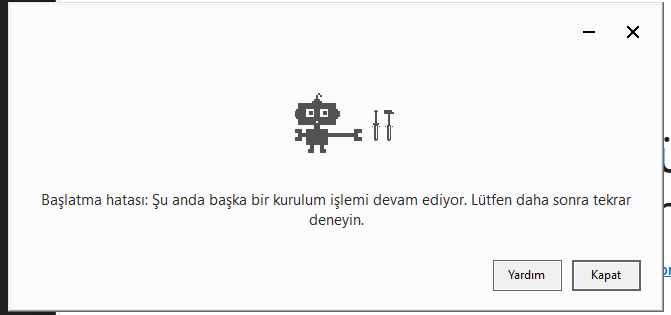 Başlatma hatası: Şu anda başka bir kurulum işlemi devam ediyor. Lütfen daha sonra tekrar
deneyin.
Yardım
Kapat